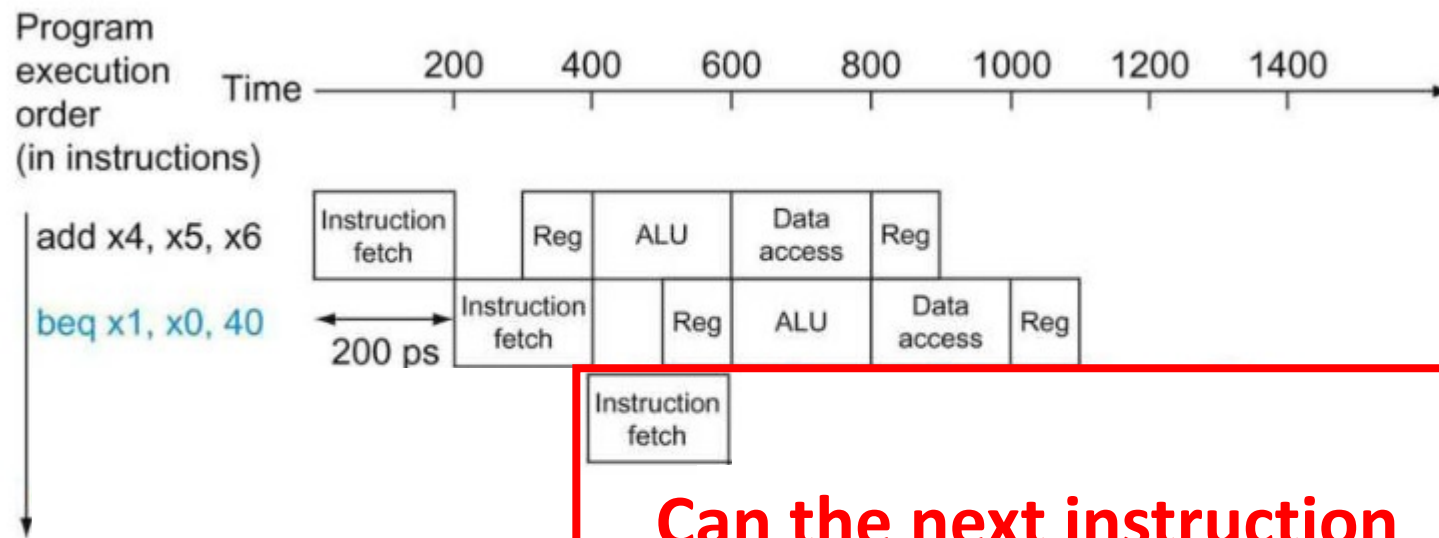 Program
execution
order
(in instructions)
Time
200 400 600 800 1000 1200 1400
add x4, x5, x6
Instruction
fetch
Reg
ALU
Data
access
Reg
beq x1, x0, 40
200 ps
Instruction
fetch
Reg
ALU
Data
access
Reg
Instruction
fetch
Can the next instruction